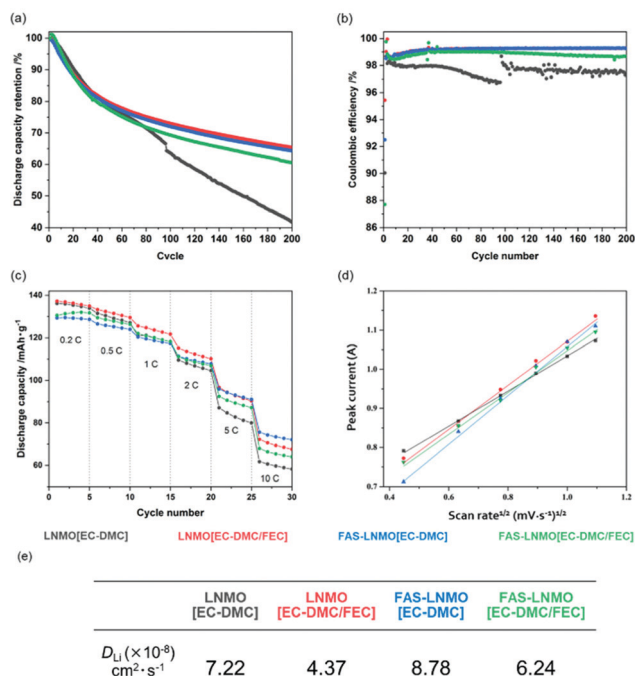 (a)
(b)
Discharge capacity retention /%
100
90
80
70
60
50
40
0 20 40 60 80 100 120 140 160 180 200
Cycle
Coulombic efficiency /%
100
98
96
94
92
90
88
86
0 20 40 60 80 100 120 140 160 180 200
Cycle number
(c)
(d)
Discharge capacity /mAh·g⁻¹
140
120
100
80
60
0.2 C
0.5 C
1 C
2 C
5 C
10 C
0 5 10 15 20 25 30
Cycle number
Peak current (A)
1.2
1.1
1.0
0.9
0.8
0.7
0.4 0.6 0.8 1.0 1.2
Scan rate¹ᐟ² (mV·s⁻¹)¹ᐟ²
LNMO[EC-DMC] LNMO[EC-DMC/FEC] FAS-LNMO[EC-DMC] FAS-LNMO[EC-DMC/FEC]
(e)
LNMO LNMO FAS-LNMO FAS-LNMO
[EC-DMC] [EC-DMC/FEC] [EC-DMC] [EC-DMC/FEC]
D_Li (×10⁻⁸)
cm²·s⁻¹ 7.22 4.37 8.78 6.24